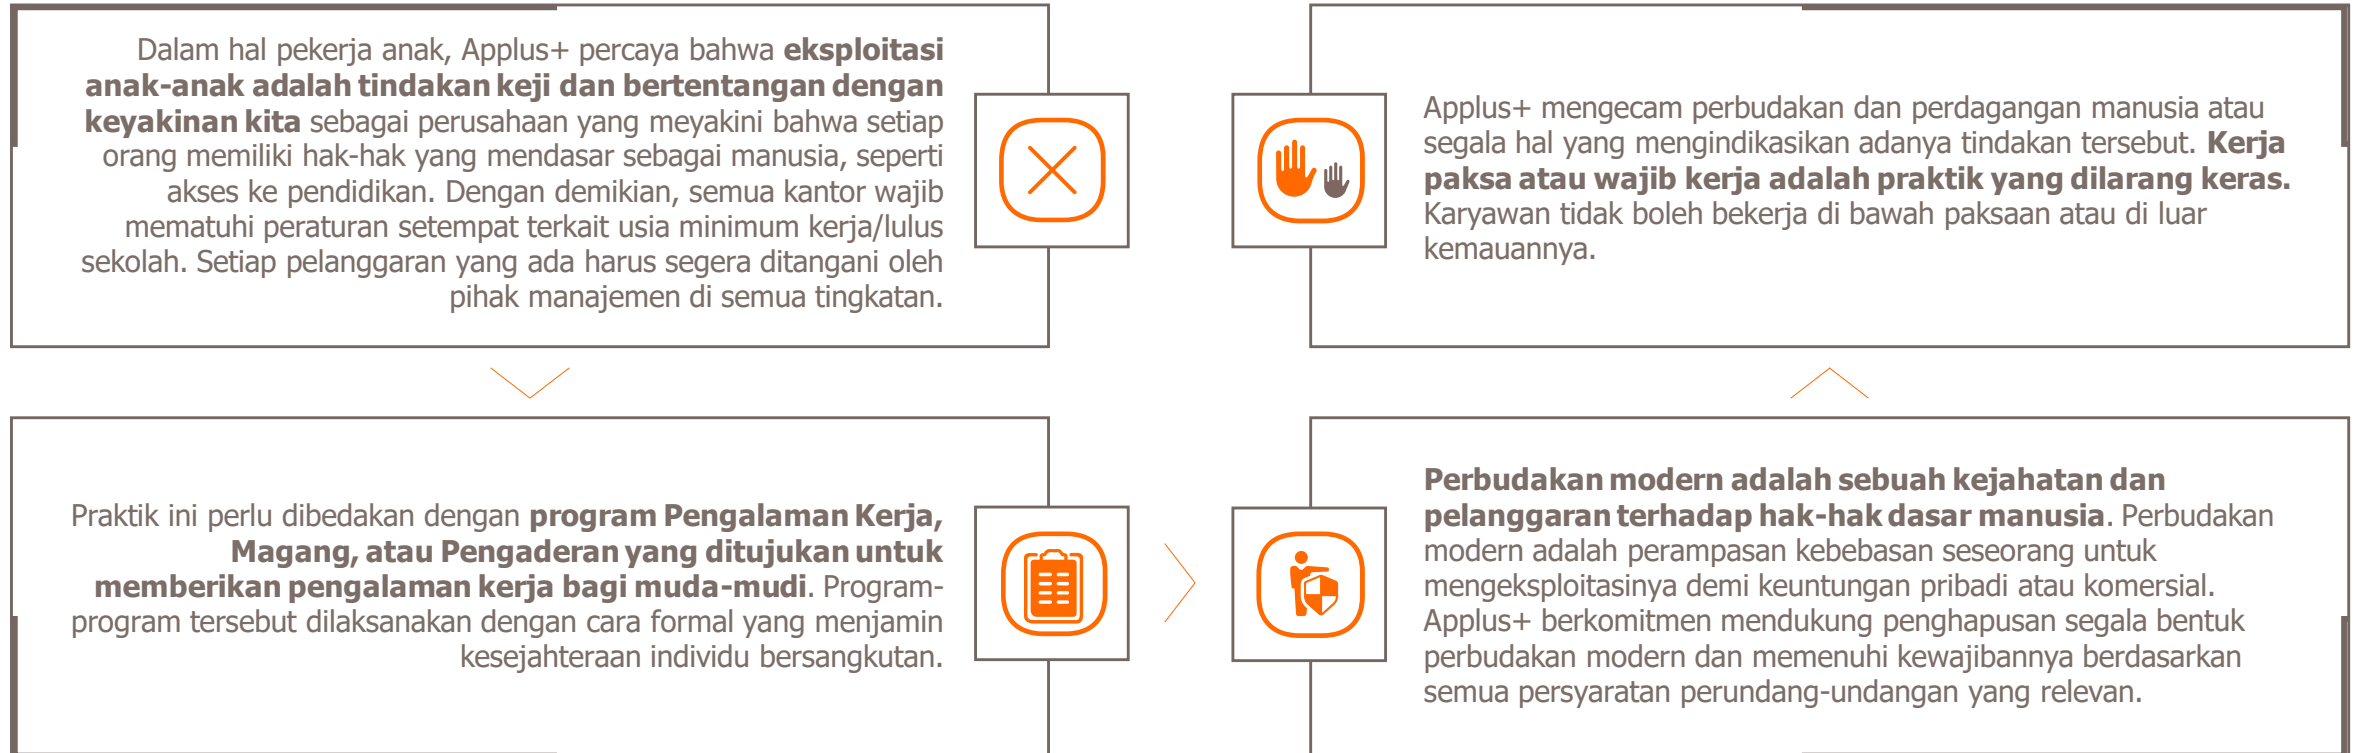 Dalam hal pekerja anak, Applus+ percaya bahwa eksploitasi
anak-anak adalah tindakan keji dan bertentangan dengan
keyakinan kita sebagai perusahaan yang meyakini bahwa setiap
orang memiliki hak-hak yang mendasar sebagai manusia, seperti
akses ke pendidikan. Dengan demikian, semua kantor wajib
mematuhi peraturan setempat terkait usia minimum kerja/lulus
sekolah. Setiap pelanggaran yang ada harus segera ditangani oleh
pihak manajemen di semua tingkatan.
Praktik ini perlu dibedakan dengan program Pengalaman Kerja,
Magang, atau Pengaderan yang ditujukan untuk
memberikan pengalaman kerja bagi muda-mudi. Program-
program tersebut dilaksanakan dengan cara formal yang menjamin
kesejahteraan individu bersangkutan.
Perbudakan modern adalah sebuah kejahatan dan
pelanggaran terhadap hak-hak dasar manusia. Perbudakan
modern adalah perampasan kebebasan seseorang untuk
mengeksploitasinya demi keuntungan pribadi atau komersial.
Applus+ berkomitmen mendukung penghapusan segala bentuk
perbudakan modern dan memenuhi kewajibannya berdasarkan
semua persyaratan perundang-undangan yang relevan.
Applus+ mengecam perbudakan dan perdagangan manusia atau
segala hal yang mengindikasikan adanya tindakan tersebut. Kerja
paksa atau wajib kerja adalah praktik yang dilarang keras.
Karyawan tidak boleh bekerja di bawah paksaan atau di luar
kemauannya.